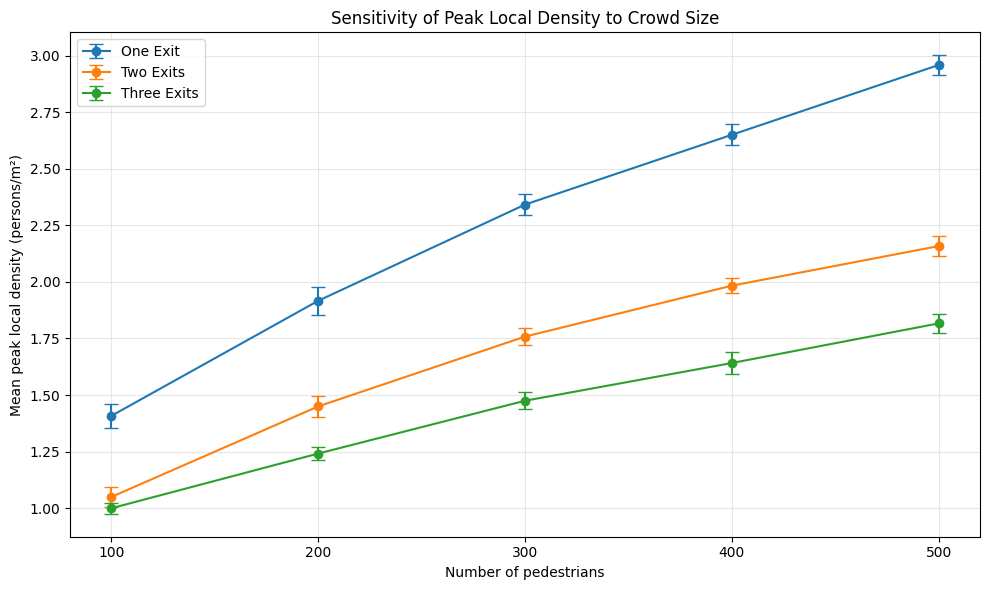 Sensitivity of Peak Local Density to Crowd Size
One Exit
Two Exits
Three Exits
Mean peak local density (persons/m²)
3.00
2.75
2.50
2.25
2.00
1.75
1.50
1.25
1.00
100 200 300 400 500
Number of pedestrians